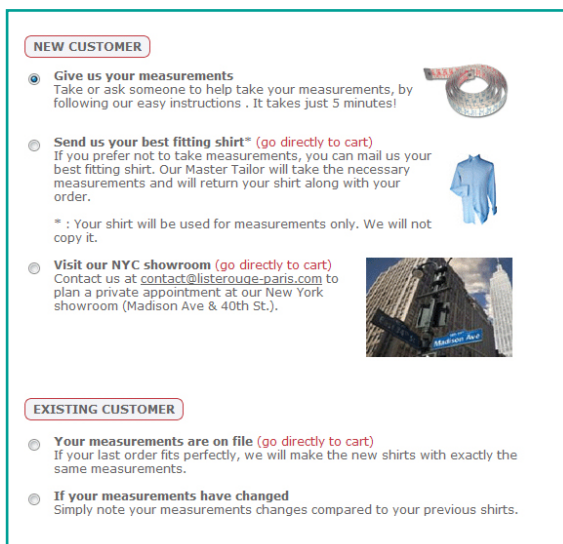 NEW CUSTOMER
Give us your measurements
Take or ask someone to help take your measurements, by
following our easy instructions . It takes just 5 minutes!
Send us your best fitting shirt* (go directly to cart)
If you prefer not to take measurements, you can mail us your
best fitting shirt. Our Master Tailor will take the necessary
measurements and will return your shirt along with your
order.
* : Your shirt will be used for measurements only. We will not
copy it.
Visit our NYC showroom (go directly to cart)
Contact us at contact@listerouge-paris.com to
plan a private appointment at our New York
showroom (Madison Ave & 40th St.).
Madison Ave
EXISTING CUSTOMER
Your measurements are on file (go directly to cart)
If your last order fits perfectly, we will make the new shirts with exactly the
same measurements.
If your measurements have changed
Simply note your measurements changes compared to your previous shirts.